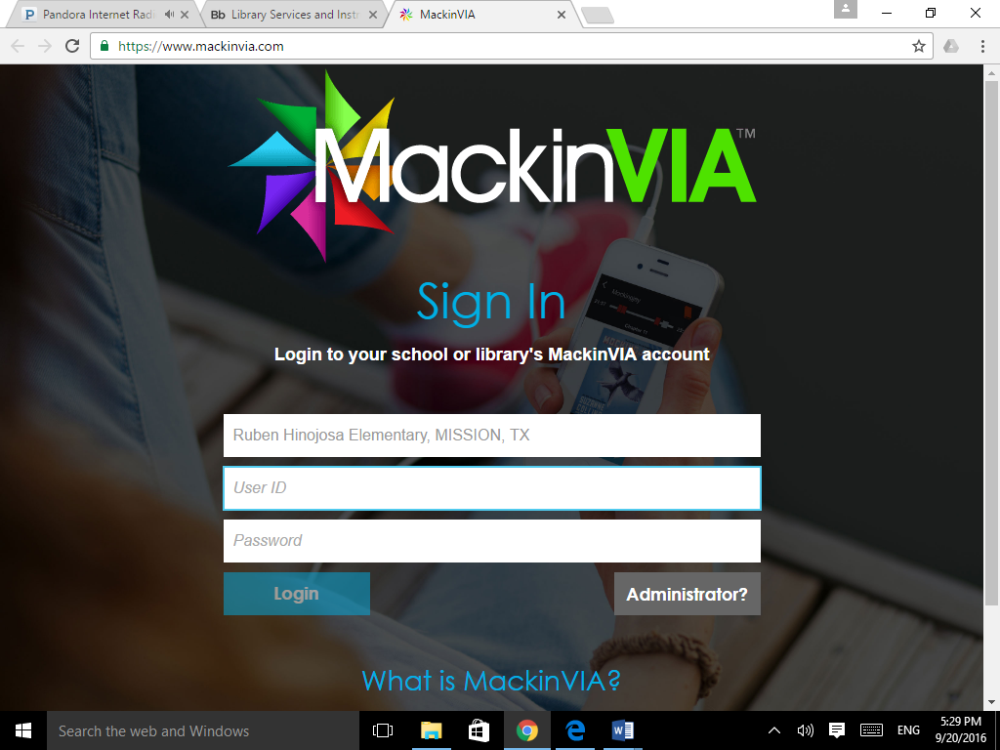 Pandora Internet Radi
Bb Library Services and Instr
MackinVIA
https://www.mackinvia.com
MackinVIA™
Sign In
Login to your school or library's MackinVIA account
Ruben Hinojosa Elementary, MISSION, TX
User ID
Password
Login
Administrator?
What is MackinVIA?
Search the web and Windows
ENG
5:29 PM
9/20/2016